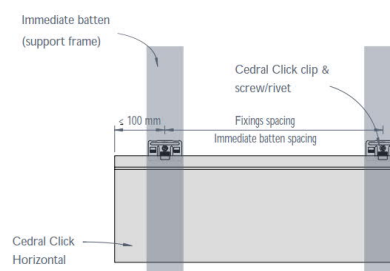 Immediate batten
(support frame)
Cedral Click clip &
screw/rivet
≤ 100 mm
Fixings spacing
Immediate batten spacing
Cedral Click
Horizontal